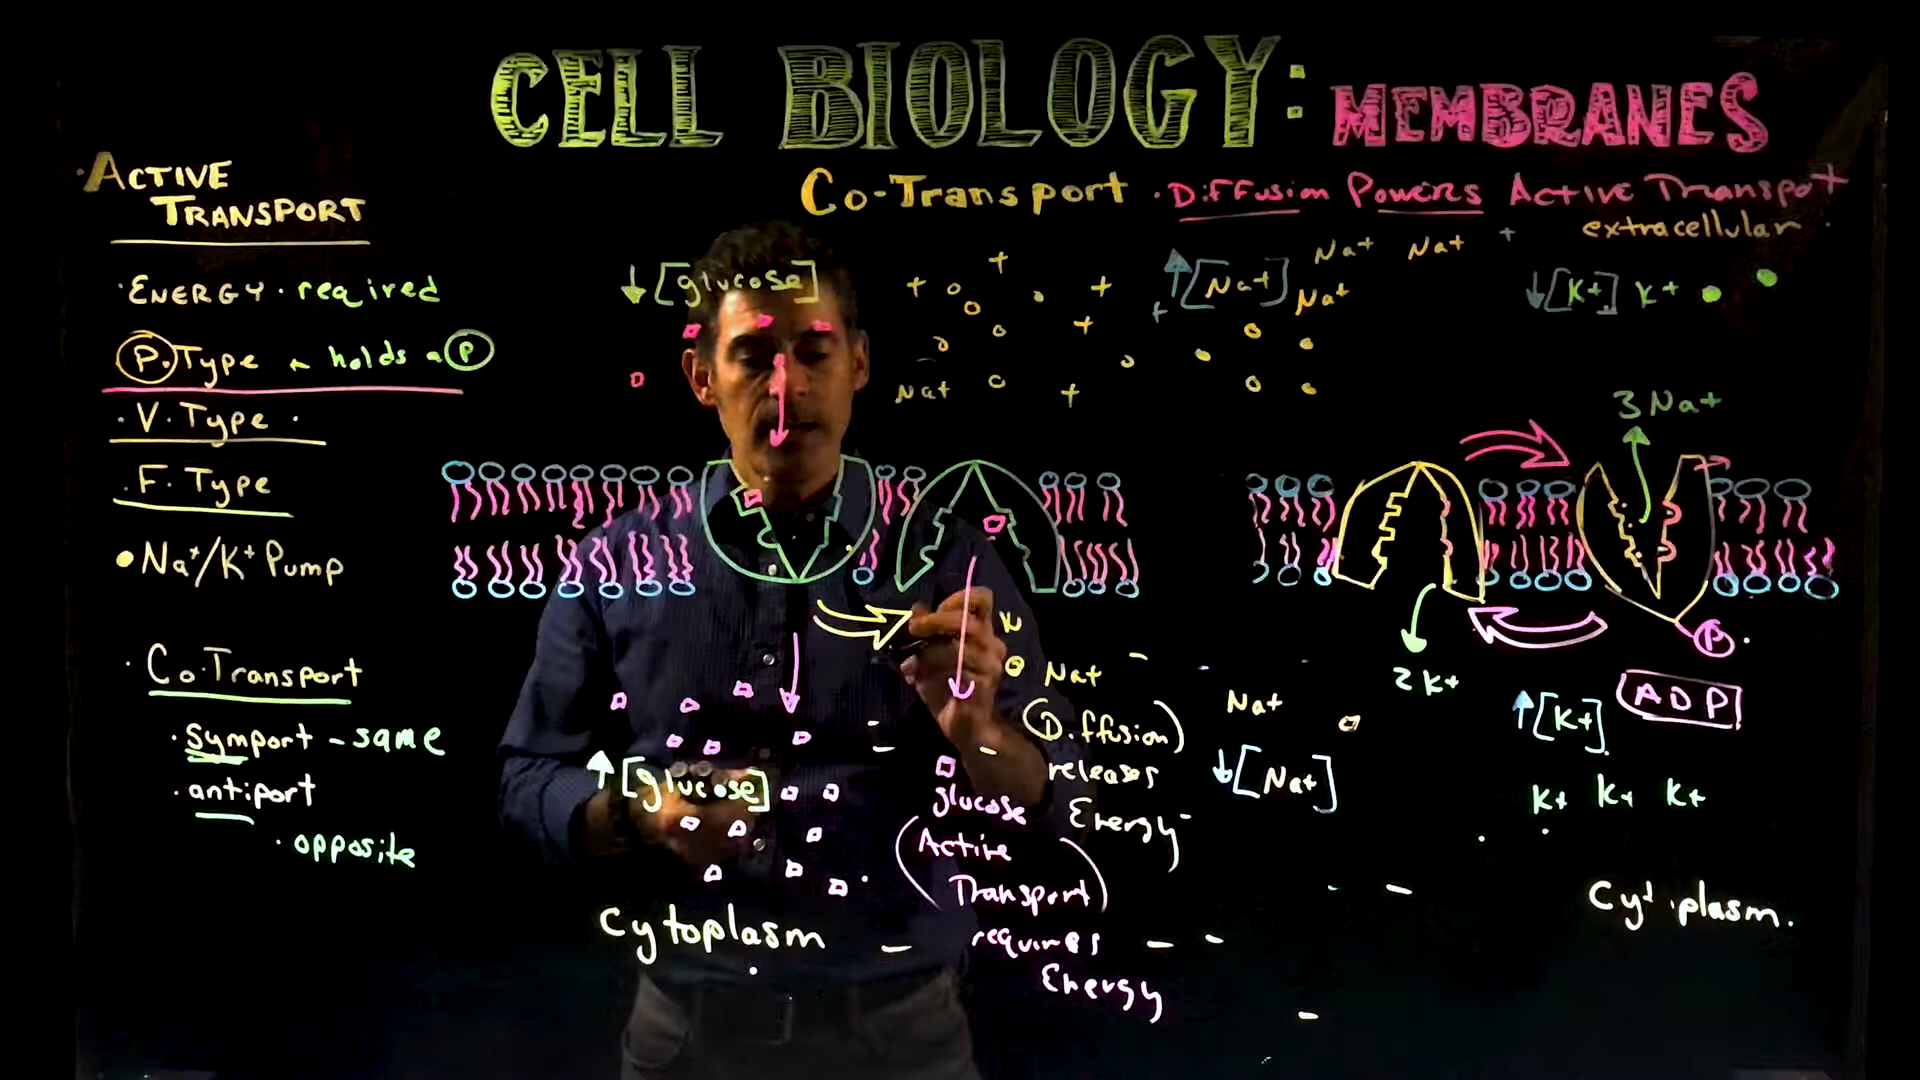 CELL BIOLOGY: MEMBRANES
· ACTIVE
TRANSPORT
· ENERGY · required
P. Type holds a P
· V. Type ·
· F. Type
• Na+/K+ Pump
· Co.Transport
· symport - same
· antiport
· opposite
Co-Transport · Diffusion Powers Active Transport
extracellular
↓ [glucose]
+ + + + +
Na+
↑ [Na+] Na+ Na+ +
+ Na+
↓ [K+] K+
3 Na+
2 K+
P
ADP
Na+
(Diffusion)
releases
Energy
Na+
↓ [Na+]
↑ [K+]
K+ K+ K+
↑ [glucose]
glucose
(Active
Transport)
requires
Energy
Cytoplasm
Cyt.plasm.